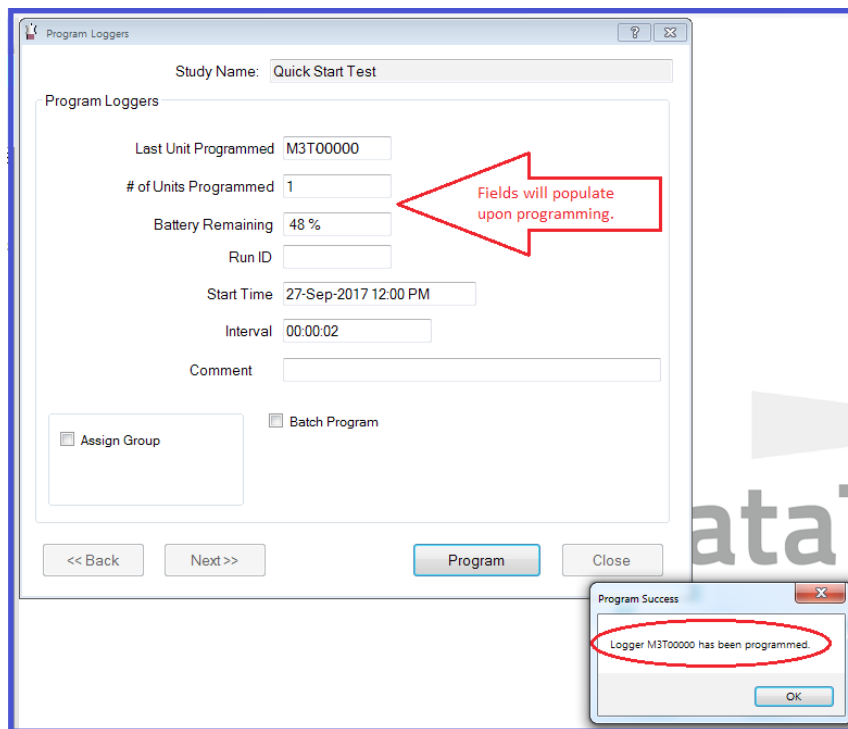 Program Loggers
Study Name: Quick Start Test
Program Loggers
Last Unit Programmed M3T00000
# of Units Programmed 1
Fields will populate
upon programming.
Battery Remaining 48 %
Run ID
Start Time 27-Sep-2017 12:00 PM
Interval 00:00:02
Comment
Batch Program
Assign Group
<< Back Next >> Program Close
ataT
Program Success
Logger M3T00000 has been programmed.
OK